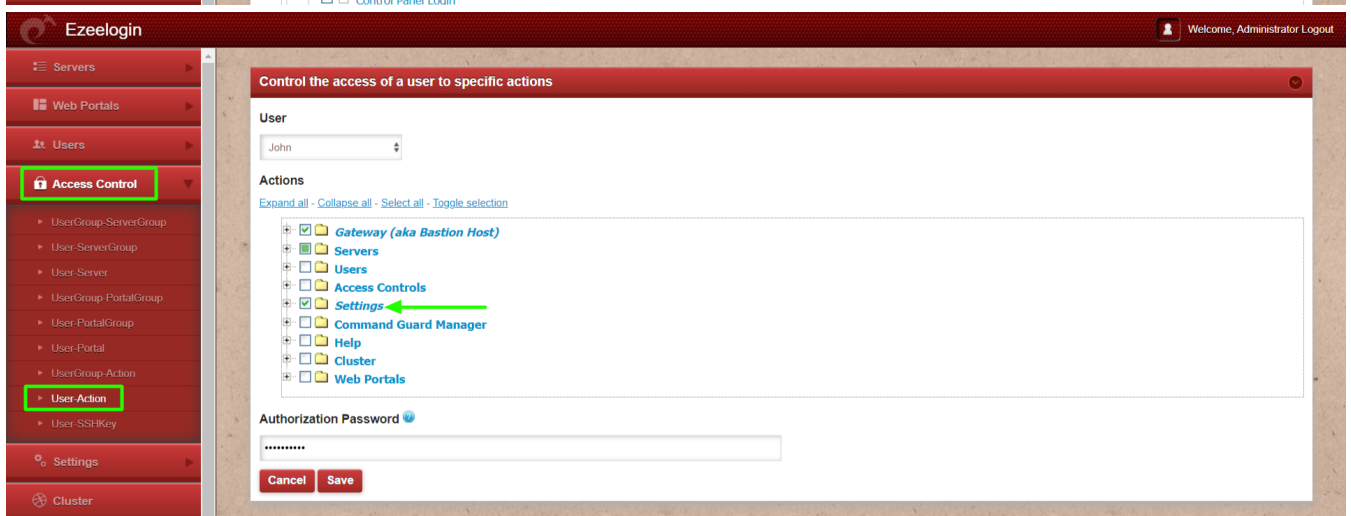 Control Panel Login
Ezeelogin
Welcome, Administrator Logout
Servers
Web Portals
Users
Access Control
UserGroup-ServerGroup
User-ServerGroup
User-Server
UserGroup-PortalGroup
User-PortalGroup
User-Portal
UserGroup-Action
User-Action
User-SSHKey
Settings
Cluster
Control the access of a user to specific actions
User
John
Actions
Expand all - Collapse all - Select all - Toggle selection
Gateway (aka Bastion Host)
Servers
Users
Access Controls
Settings
Command Guard Manager
Help
Cluster
Web Portals
Authorization Password
••••••••••
Cancel Save